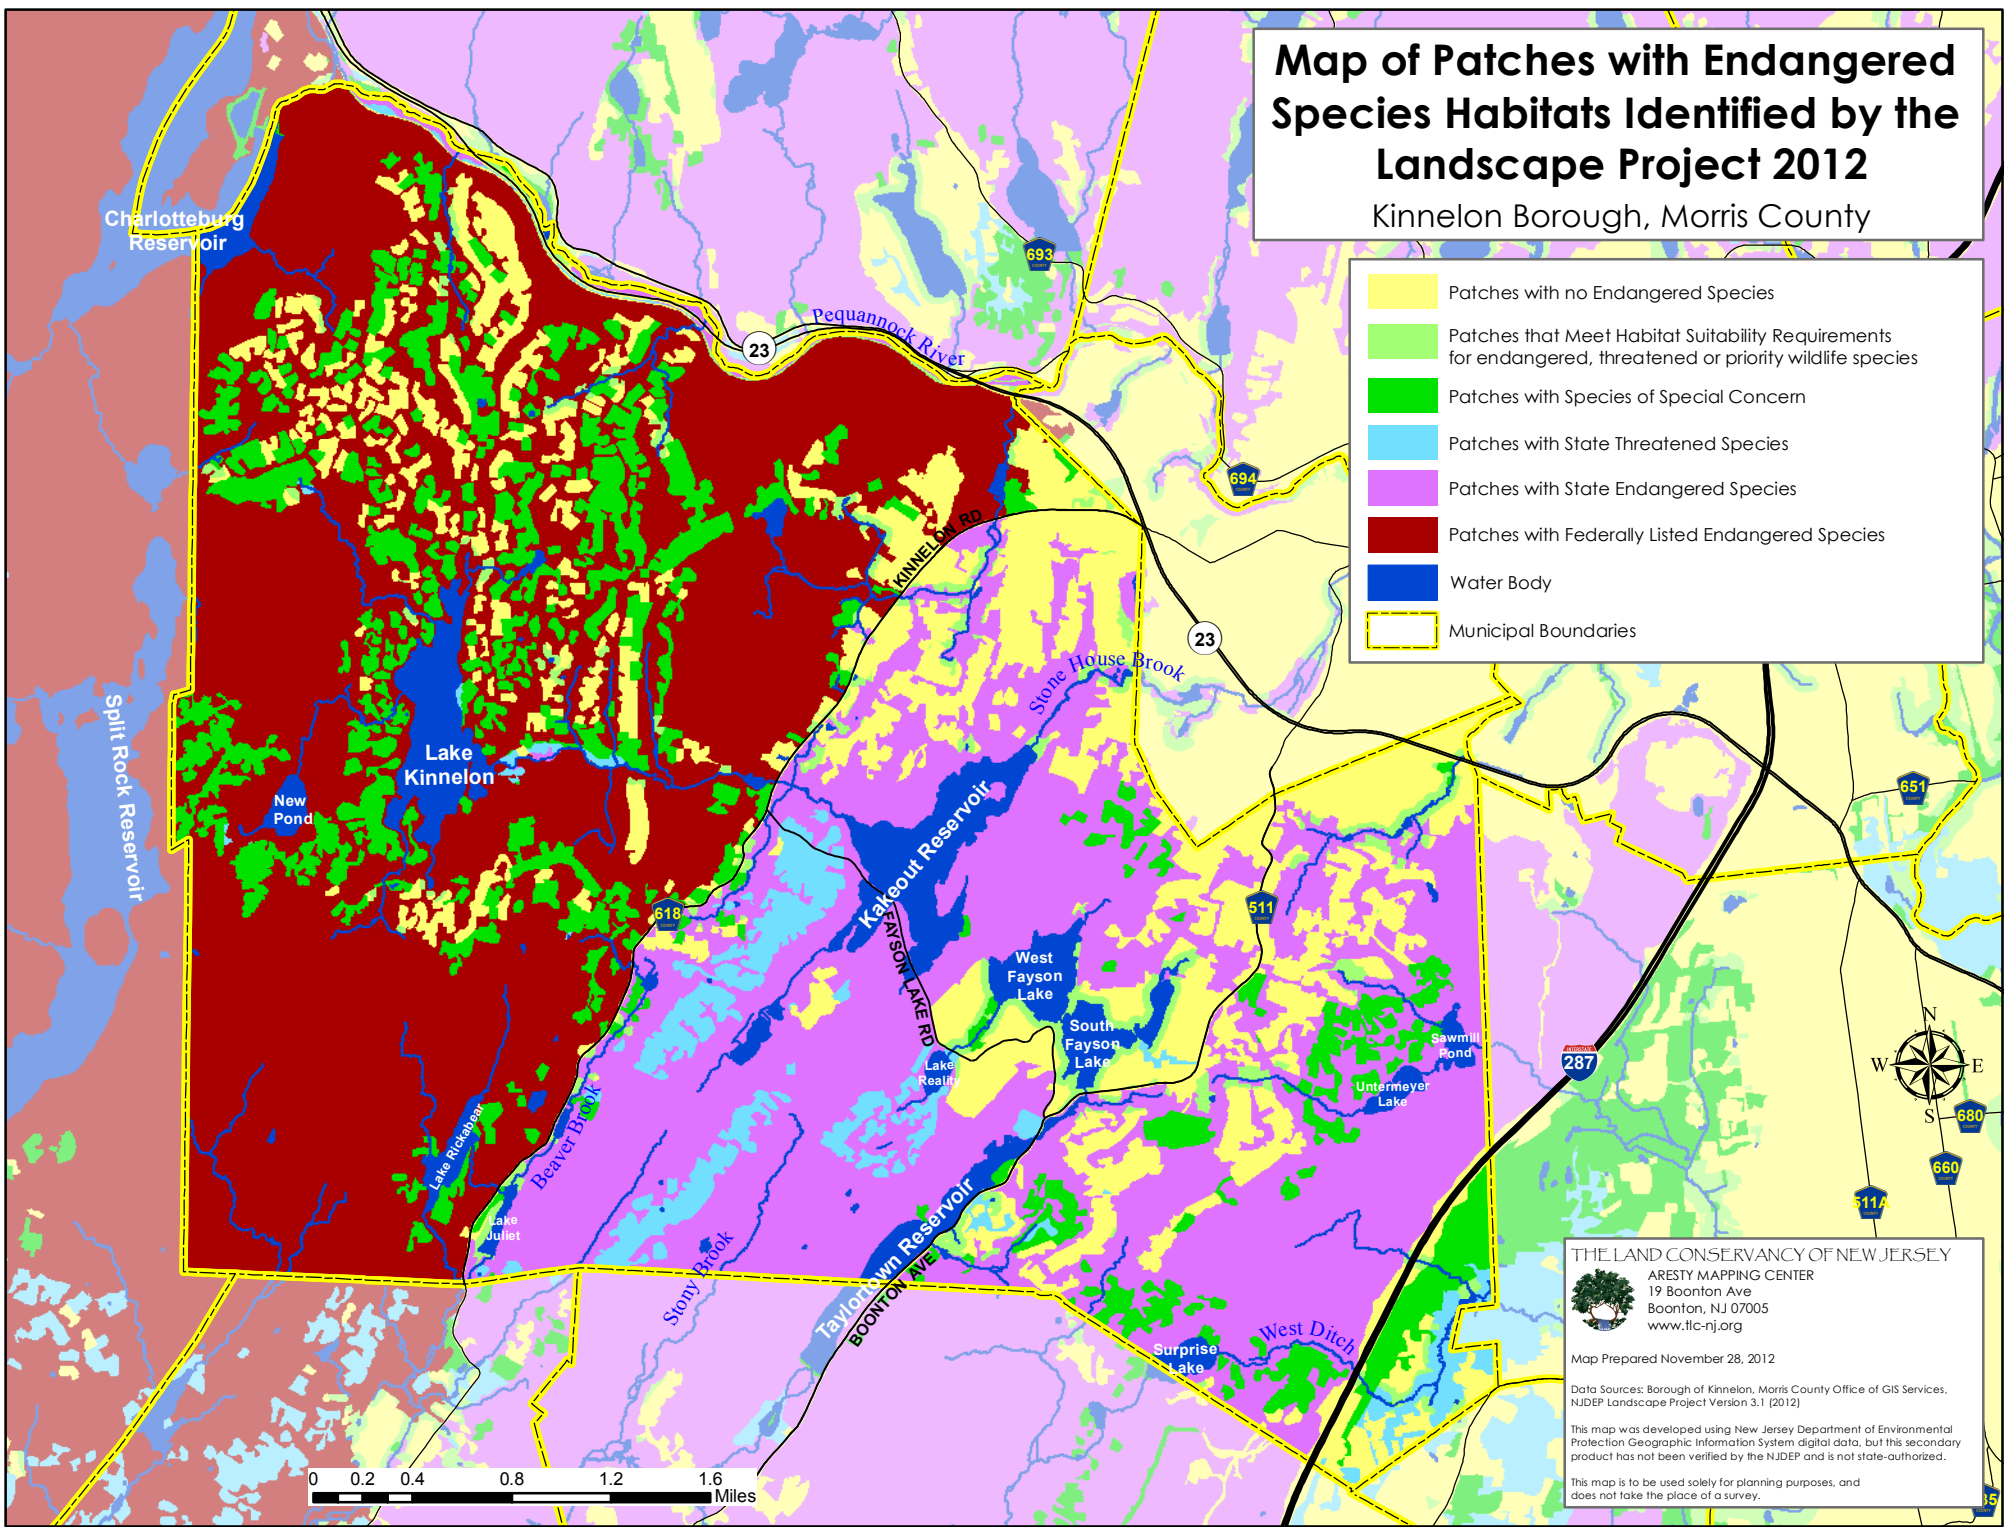 Map of Patches with Endangered
Species Habitats Identified by the
Landscape Project 2012
Kinnelon Borough, Morris County
Patches with no Endangered Species
Patches that Meet Habitat Suitability Requirements
for endangered, threatened or priority wildlife species
Patches with Species of Special Concern
Patches with State Threatened Species
Patches with State Endangered Species
Patches with Federally Listed Endangered Species
Water Body
Municipal Boundaries
Charlotteburg
Reservoir
693
COUNTY
Pequannock River
23
694
COUNTY
KINNELON RD
23
Stone House Brook
Split Rock Reservoir
Lake
Kinnelon
New
Pond
Kakeout Reservoir
651
COUNTY
618
COUNTY
511
COUNTY
FAYSON LAKE RD
West
Fayson
Lake
South
Fayson
Lake
Lake
Reality
Sawmill
Pond
Untermeyer
Lake
INTERSTATE
287
N
W
E
S
680
COUNTY
660
COUNTY
511A
COUNTY
Lake Rickabear
Beaver Brook
Lake
Juliet
Stony Brook
Taylortown Reservoir
BOONTON AVE
West Ditch
Surprise
Lake
THE LAND CONSERVANCY OF NEW JERSEY
ARESTY MAPPING CENTER
19 Boonton Ave
Boonton, NJ 07005
www.tlc-nj.org
Map Prepared November 28, 2012
Data Sources: Borough of Kinnelon, Morris County Office of GIS Services,
NJDEP Landscape Project Version 3.1 (2012)
This map was developed using New Jersey Department of Environmental
Protection Geographic Information System digital data, but this secondary
product has not been verified by the NJDEP and is not state-authorized.
This map is to be used solely for planning purposes, and
does not take the place of a survey.
0 0.2 0.4 0.8 1.2 1.6
Miles